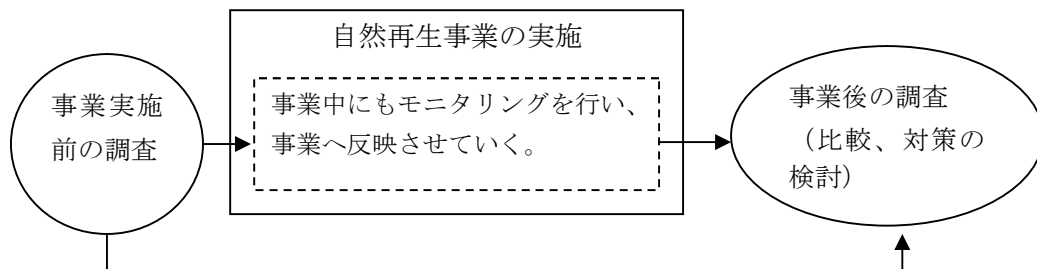 事業実施
前の調査
自然再生事業の実施
事業中にもモニタリングを行い、
事業へ反映させていく。
事業後の調査
（比較、対策の
検討）